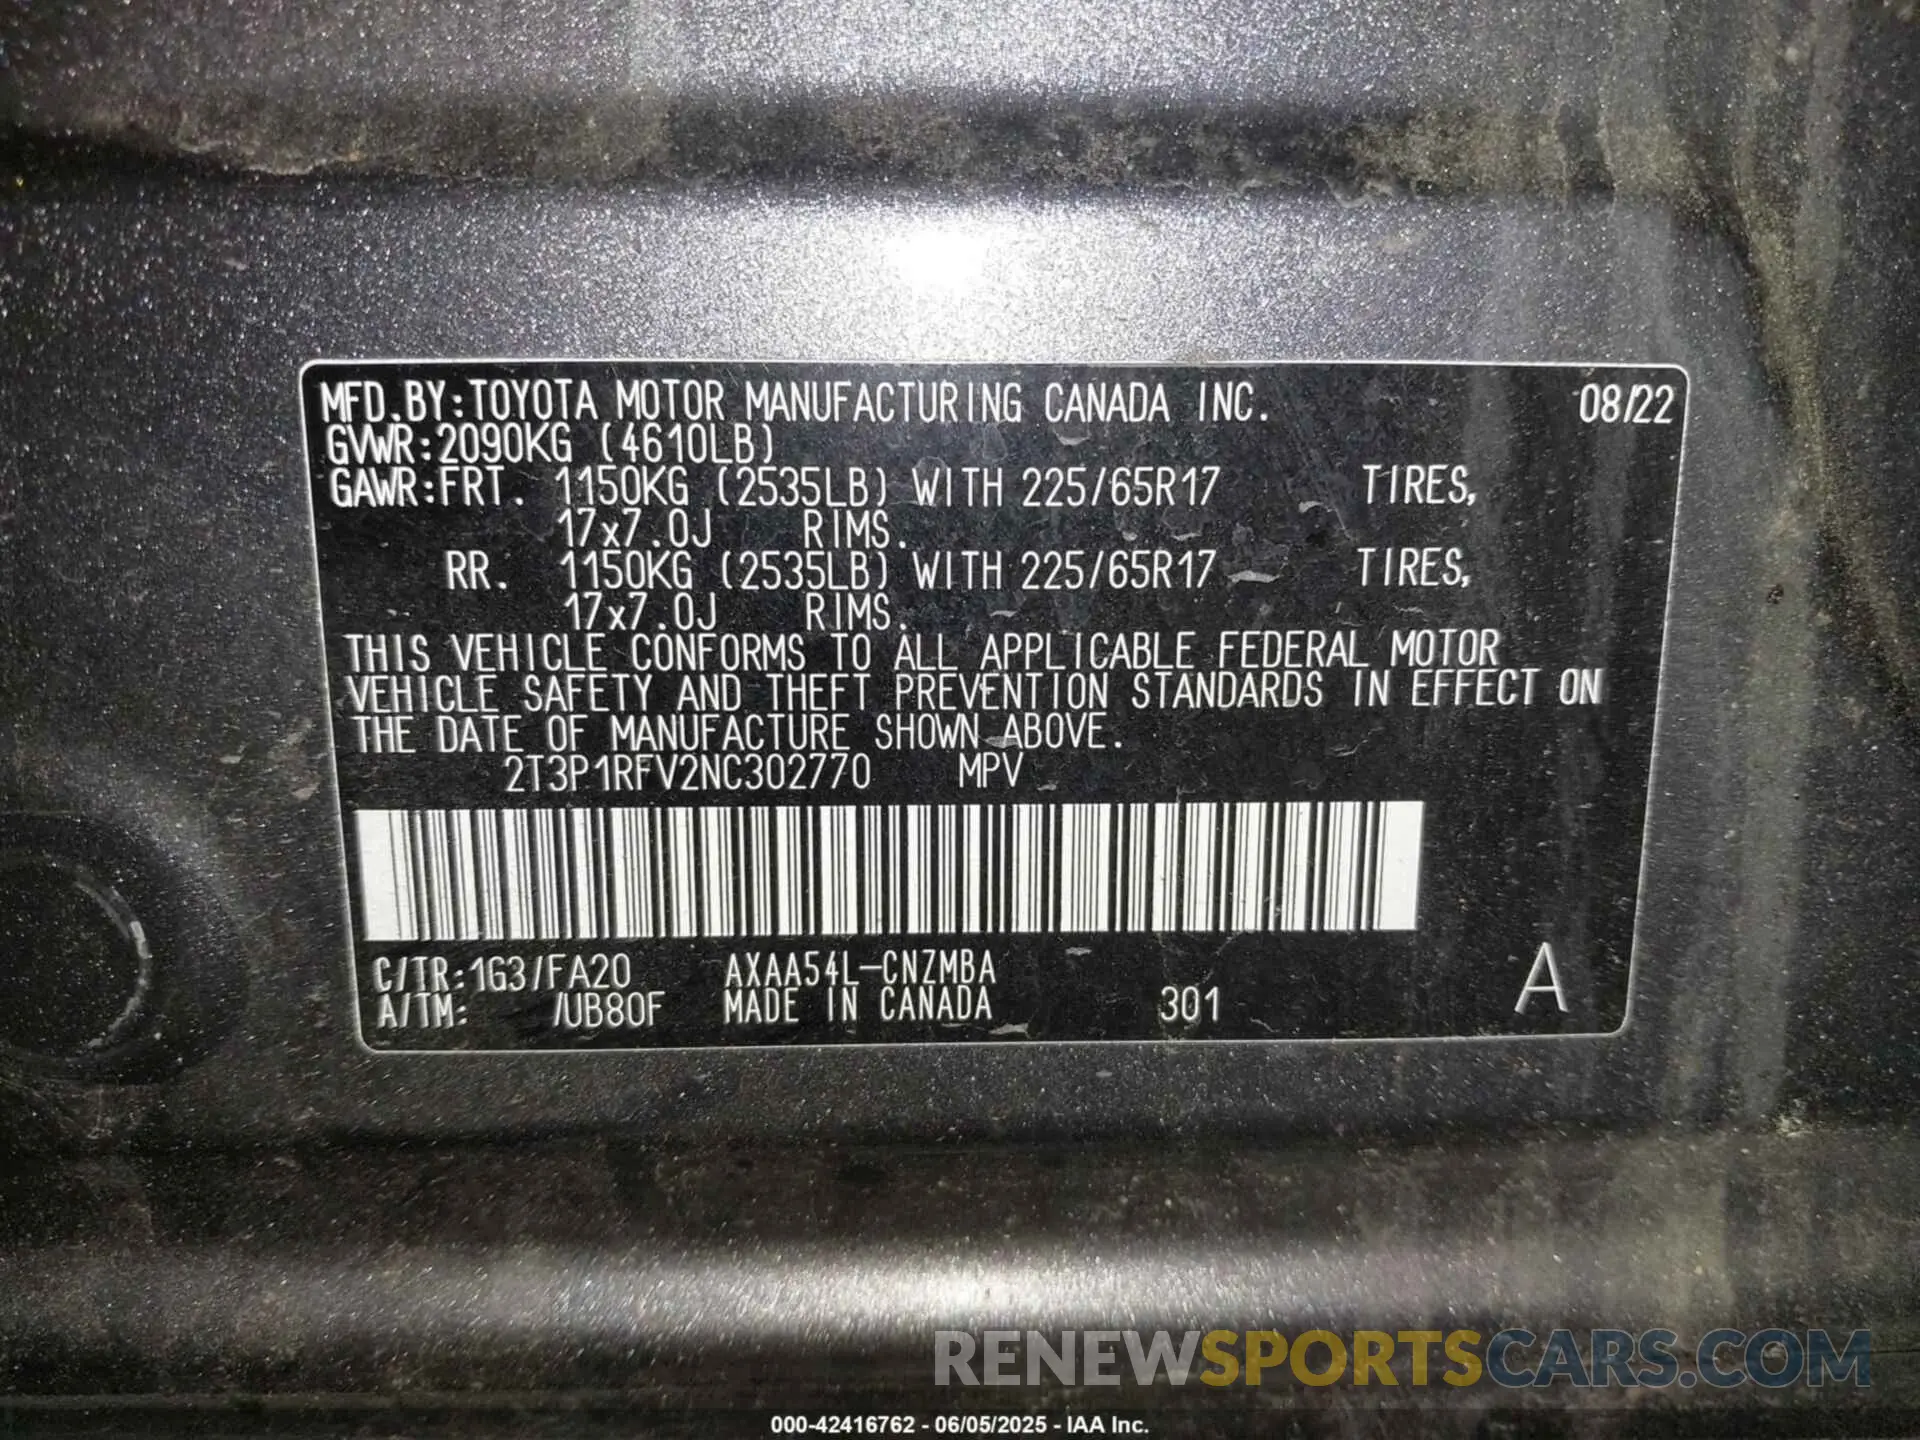 MFD.BY:TOYOTA MOTOR MANUFACTURING CANADA INC. 08/22
GVWR:2090KG (4610LB)
GAWR:FRT. 1150KG (2535LB) WITH 225/65R17 TIRES,
17x7.0J RIMS.
RR. 1150KG (2535LB) WITH 225/65R17 TIRES,
17x7.0J RIMS.
THIS VEHICLE CONFORMS TO ALL APPLICABLE FEDERAL MOTOR
VEHICLE SAFETY AND THEFT PREVENTION STANDARDS IN EFFECT ON
THE DATE OF MANUFACTURE SHOWN ABOVE.
2T3P1RFV2NC302770 MPV
C/TR:1G3/FA20 AXAA54L-CNZMBA A
A/TM: /UB80F MADE IN CANADA 301
RENEWSPORTSCARS.COM
000-42416762 - 06/05/2025 - IAA Inc.